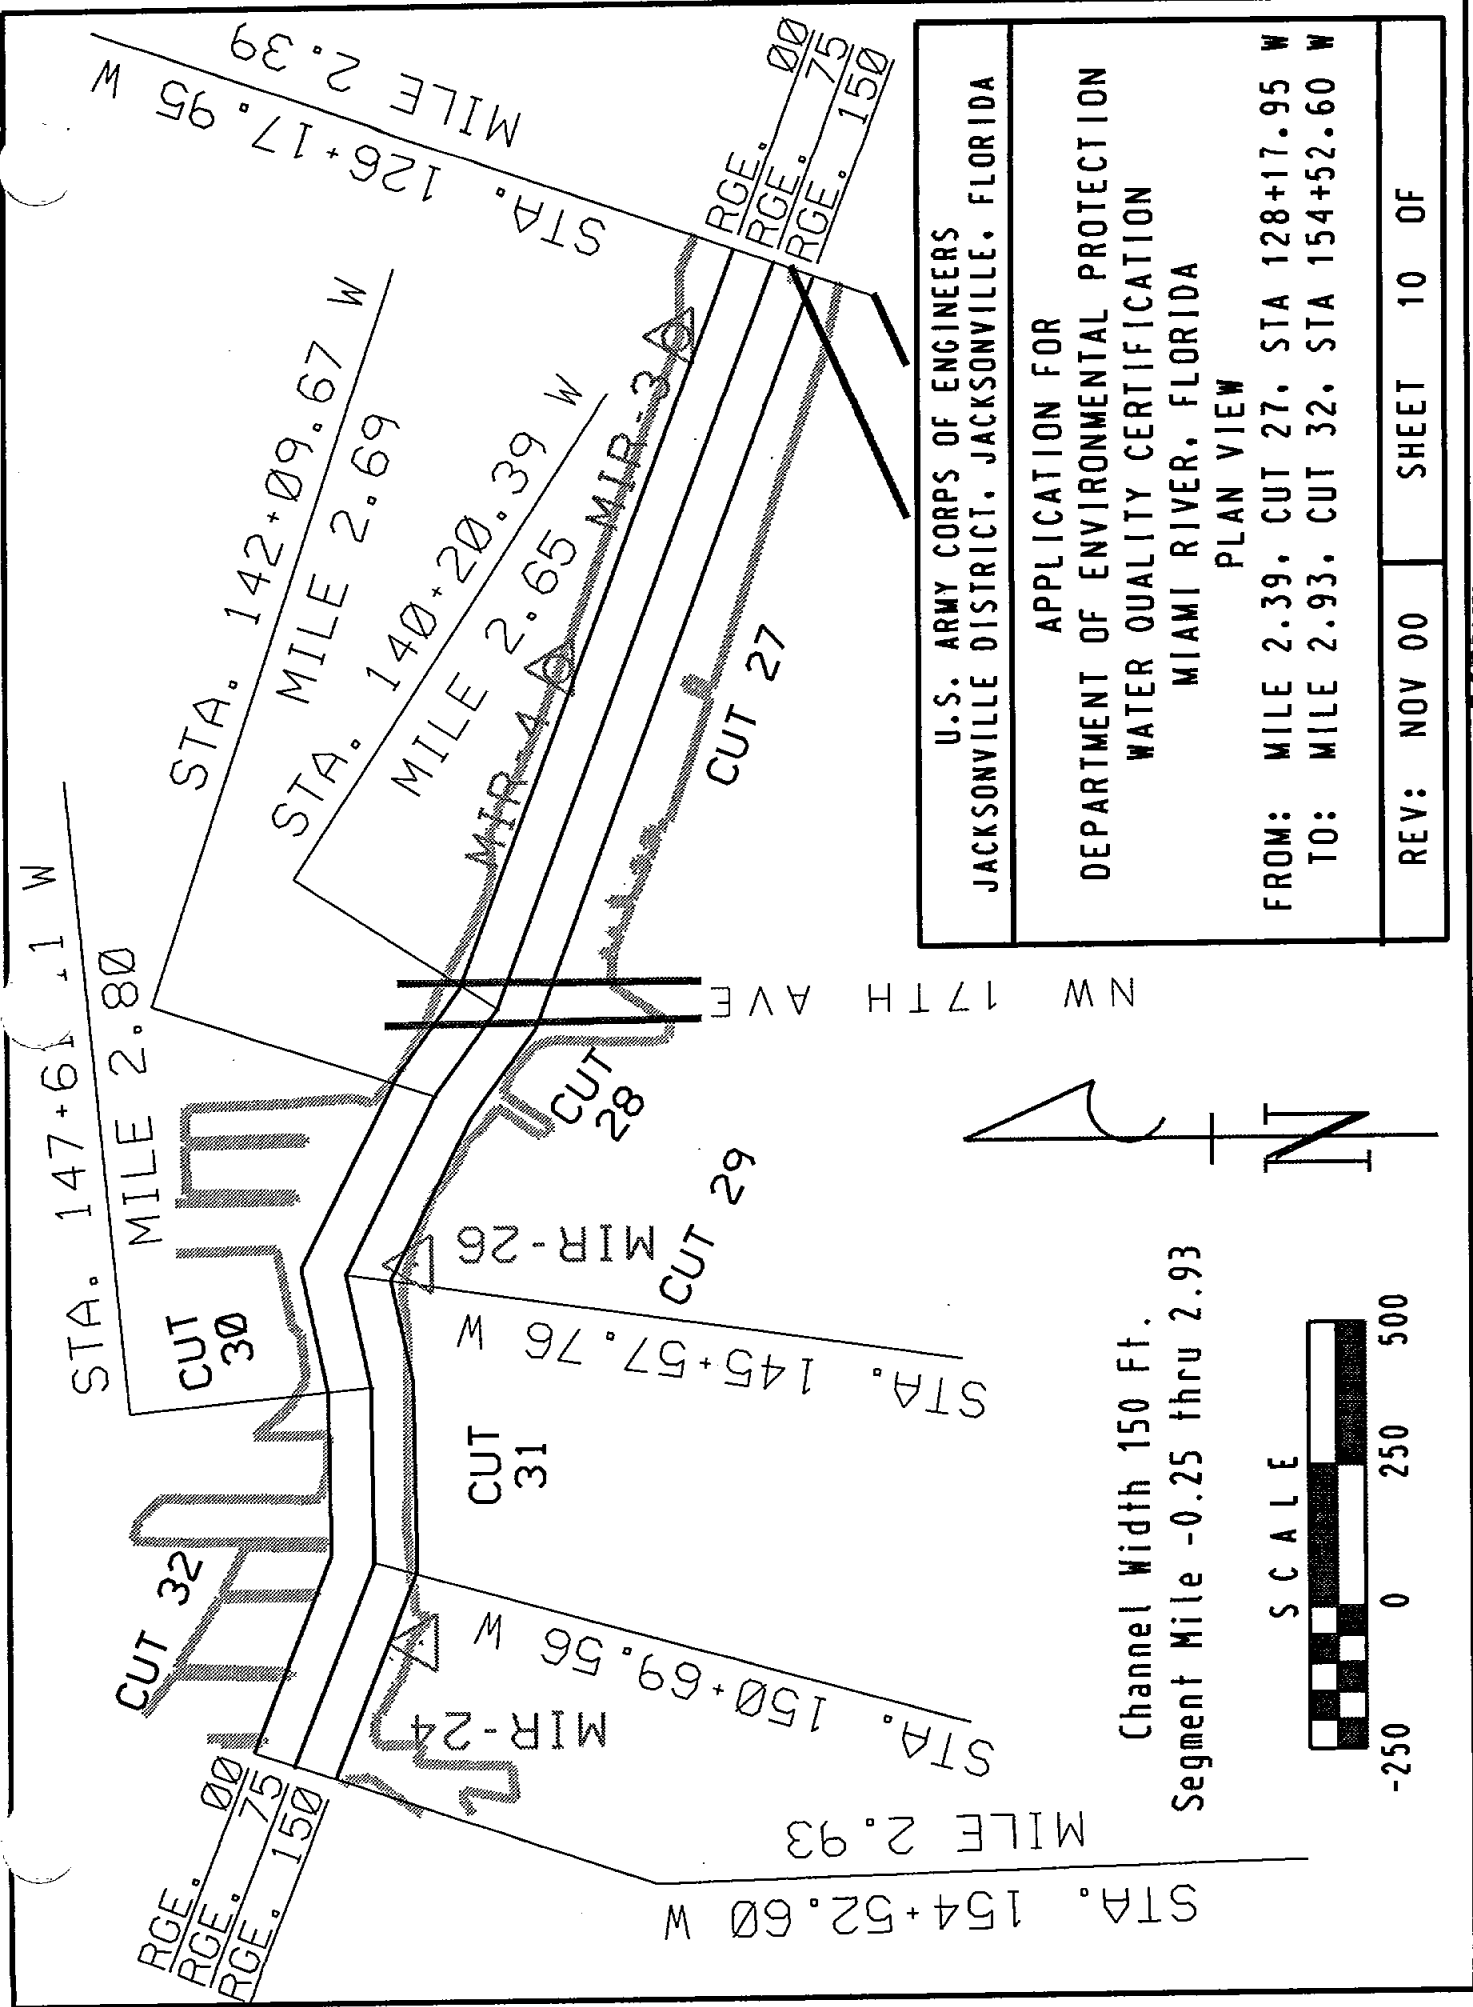 STA. 126+17.95 W
MILE 2.39
STA. 142+09.67 W
MILE 2.69
STA. 140+20.39 W
MILE 2.65
STA. 147+61
MILE 2.80
RGE. 00
RGE. 75
RGE. 150
MIR-3
MIR-4
CUT 27
NW 17TH AVE
CUT
28
CUT 29
MIR-26
STA. 145+57.76 W
CUT
30
CUT
31
CUT 32
MIR-24
STA. 150+69.56 W
RGE. 00
RGE. 75
RGE. 150
MILE 2.93
STA. 154+52.60 W
N
Channel Width 150 Ft.
Segment Mile -0.25 thru 2.93
SCALE
-250 0 250 500
U.S. ARMY CORPS OF ENGINEERS
JACKSONVILLE DISTRICT, JACKSONVILLE, FLORIDA
APPLICATION FOR
DEPARTMENT OF ENVIRONMENTAL PROTECTION
WATER QUALITY CERTIFICATION
MIAMI RIVER, FLORIDA
PLAN VIEW
FROM: MILE 2.39, CUT 27, STA 128+17.95 W
TO: MILE 2.93, CUT 32, STA 154+52.60 W
REV: NOV 00 SHEET 10 OF